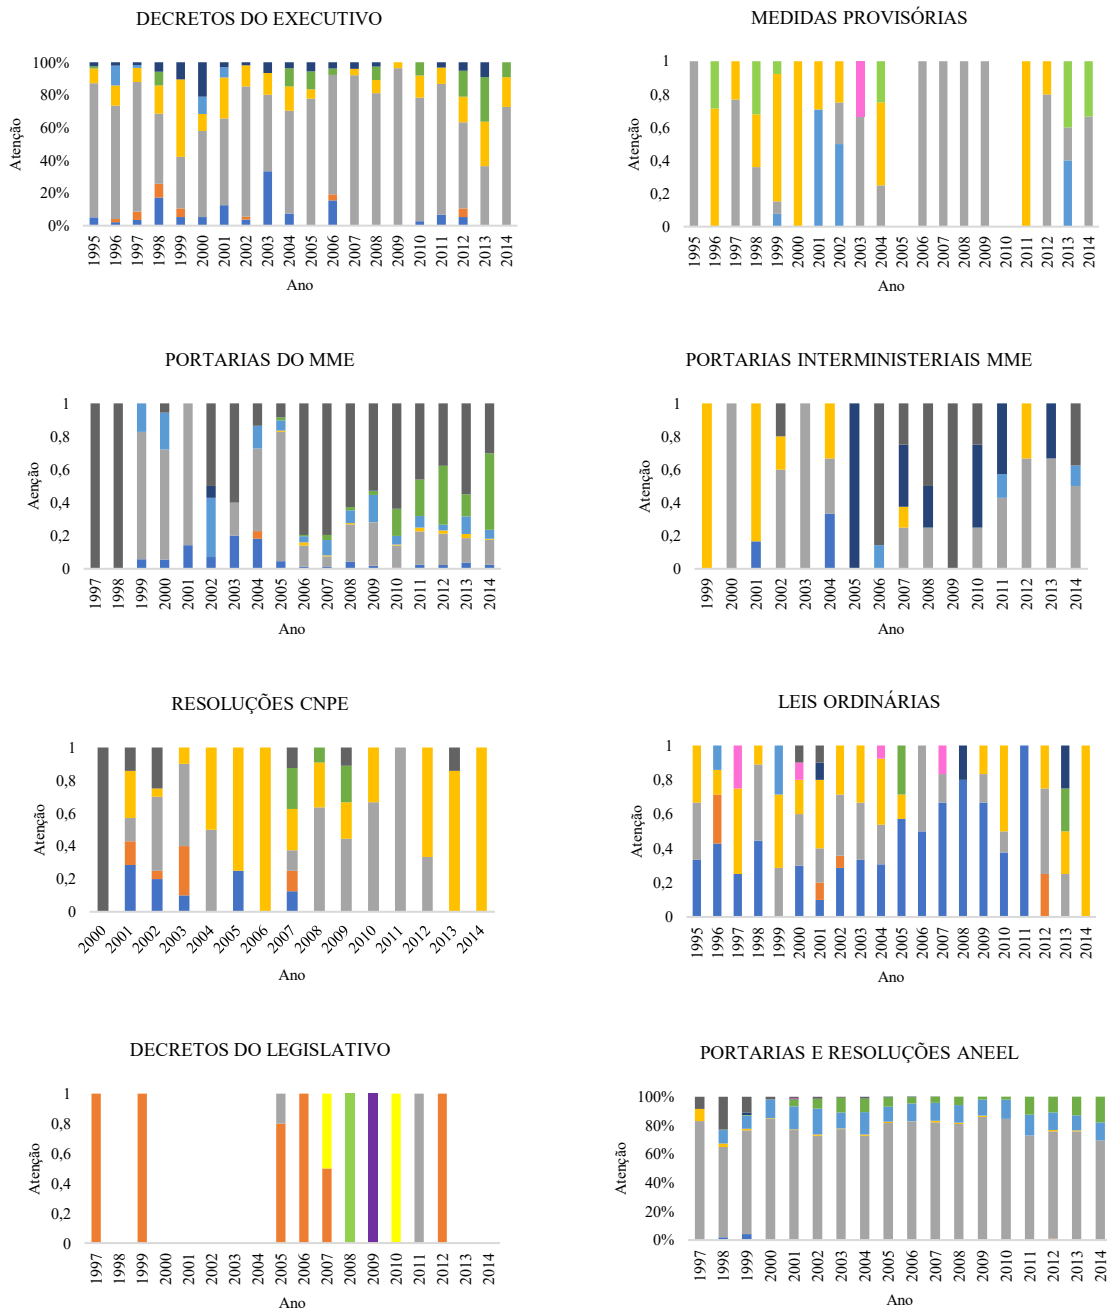 DECRETOS DO EXECUTIVO
100%
80%
60%
40%
20%
0%
Atenção
1995 1996 1997 1998 1999 2000 2001 2002 2003 2004 2005 2006 2007 2008 2009 2010 2011 2012 2013 2014
Ano
MEDIDAS PROVISÓRIAS
1
0,8
0,6
0,4
0,2
0
Atenção
1995 1996 1997 1998 1999 2000 2001 2002 2003 2004 2005 2006 2007 2008 2009 2010 2011 2012 2013 2014
Ano
PORTARIAS DO MME
1
0,8
0,6
0,4
0,2
0
Aenção
1997 1998 1999 2000 2001 2002 2003 2004 2005 2006 2007 2008 2009 2010 2011 2012 2013 2014
Ano
PORTARIAS INTERMINISTERIAIS MME
1
0,8
0,6
0,4
0,2
0
Atenção
1999 2000 2001 2002 2003 2004 2005 2006 2007 2008 2009 2010 2011 2012 2013 2014
Ano
RESOLUÇÕES CNPE
1
0,8
0,6
0,4
0,2
0
Atenção
2000 2001 2002 2003 2004 2005 2006 2007 2008 2009 2010 2011 2012 2013 2014
Ano
LEIS ORDINÁRIAS
1
0,8
0,6
0,4
0,2
0
Atenção
1995 1996 1997 1998 1999 2000 2001 2002 2003 2004 2005 2006 2007 2008 2009 2010 2011 2012 2013 2014
Ano
DECRETOS DO LEGISLATIVO
1
0,8
0,6
0,4
0,2
0
Atenção
1997 1998 1999 2000 2001 2002 2003 2004 2005 2006 2007 2008 2009 2010 2011 2012 2013 2014
Ano
PORTARIAS E RESOLUÇÕES ANEEL
100%
80%
60%
40%
20%
0%
Atenção
1997 1998 1999 2000 2001 2002 2003 2004 2005 2006 2007 2008 2009 2010 2011 2012 2013 2014
Ano